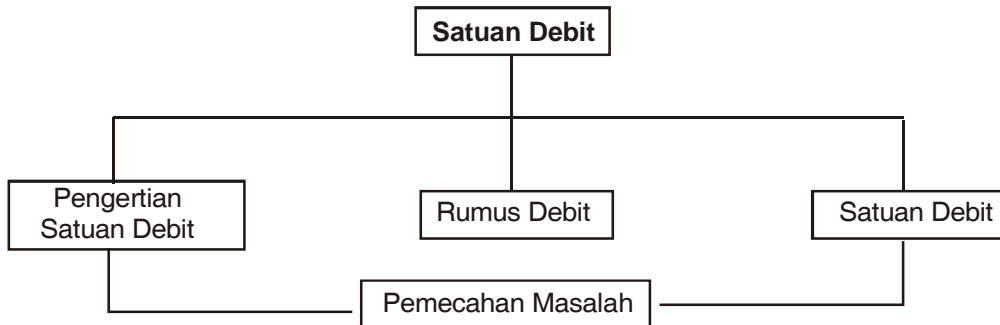 Satuan Debit
Pengertian
Satuan Debit
Rumus Debit
Satuan Debit
Pemecahan Masalah